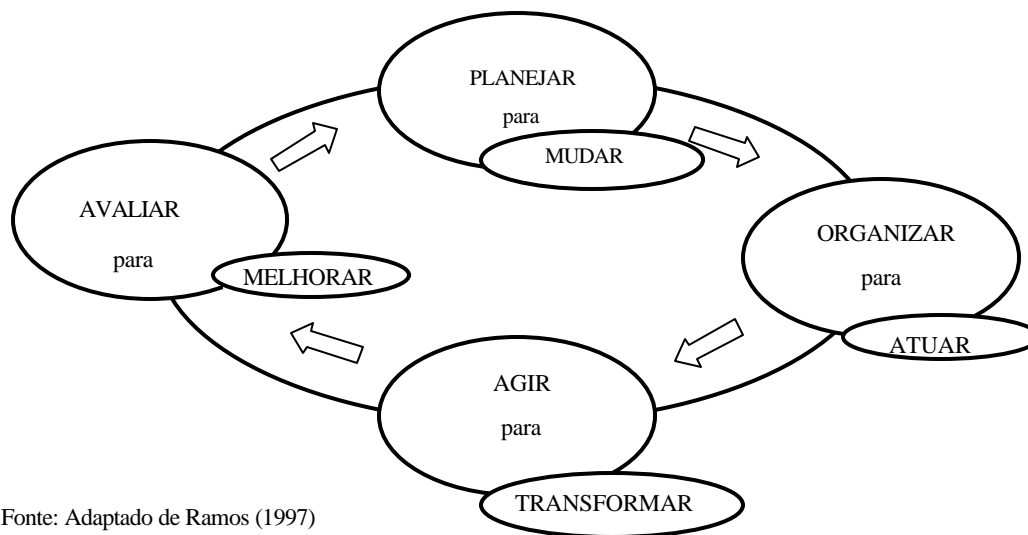 PLANEJAR
para
MUDAR
ORGANIZAR
para
ATUAR
AGIR
para
TRANSFORMAR
AVALIAR
para
MELHORAR
Fonte: Adaptado de Ramos (1997)